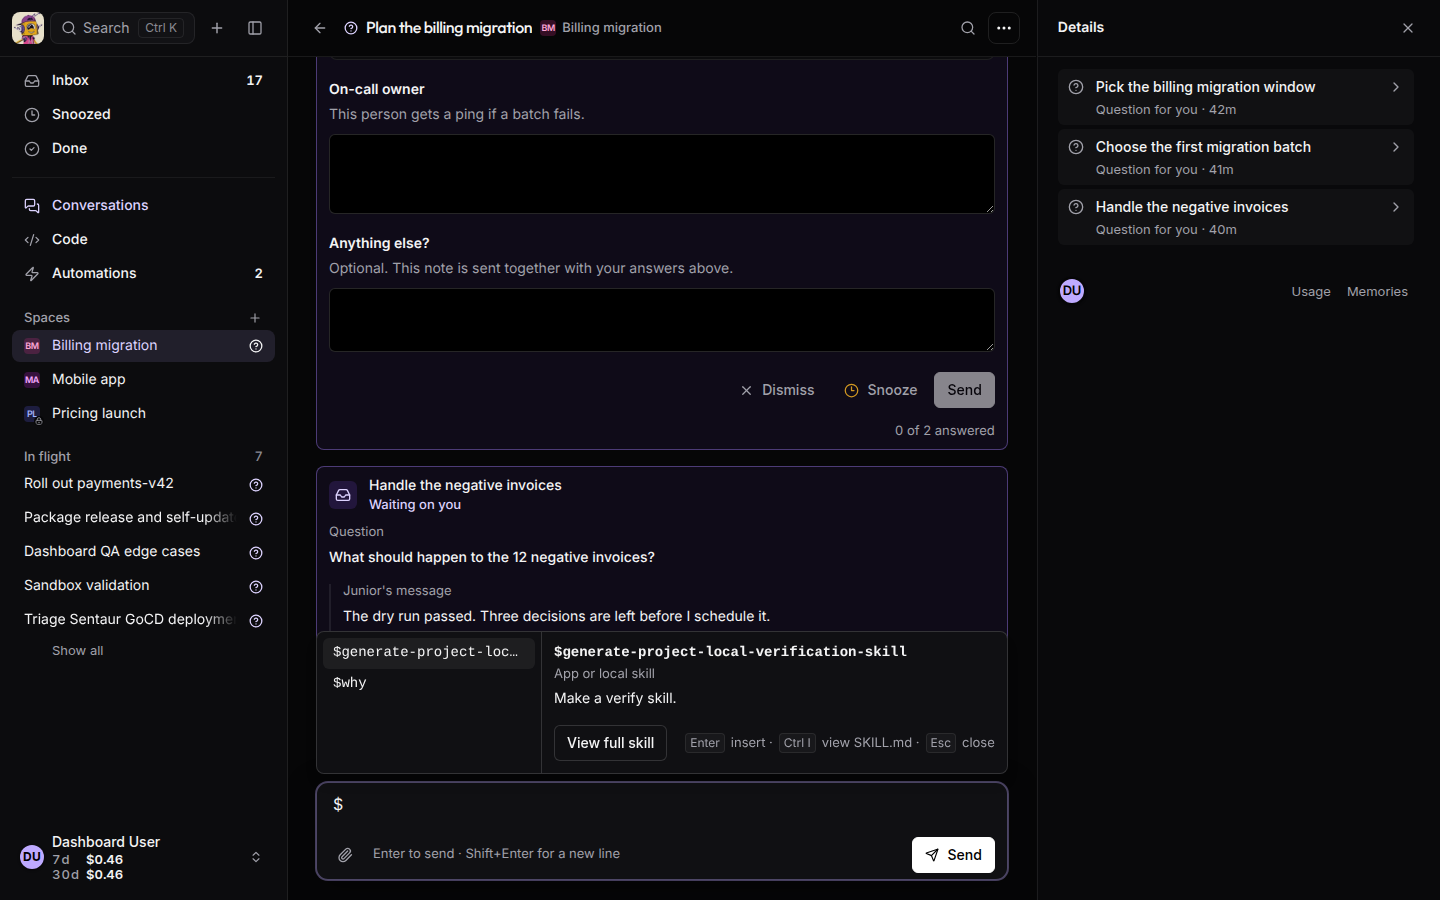 Search Ctrl K
Inbox 17
Snoozed
Done
Conversations
Code
Automations 2
Spaces
BM Billing migration
MA Mobile app
PL Pricing launch
In flight 7
Roll out payments-v42
Package release and self-updat
Dashboard QA edge cases
Sandbox validation
Triage Sentaur GoCD deployme
Show all
DU Dashboard User
7d $0.46
30d $0.46
Plan the billing migration BM Billing migration
On-call owner
This person gets a ping if a batch fails.
Anything else?
Optional. This note is sent together with your answers above.
Dismiss Snooze Send
0 of 2 answered
Handle the negative invoices
Waiting on you
Question
What should happen to the 12 negative invoices?
Junior's message
The dry run passed. Three decisions are left before I schedule it.
$generate-project-loc…
$why
$generate-project-local-verification-skill
App or local skill
Make a verify skill.
View full skill Enter insert · Ctrl I view SKILL.md · Esc close
$
Enter to send · Shift+Enter for a new line Send
Details
Pick the billing migration window
Question for you · 42m
Choose the first migration batch
Question for you · 41m
Handle the negative invoices
Question for you · 40m
DU Usage Memories